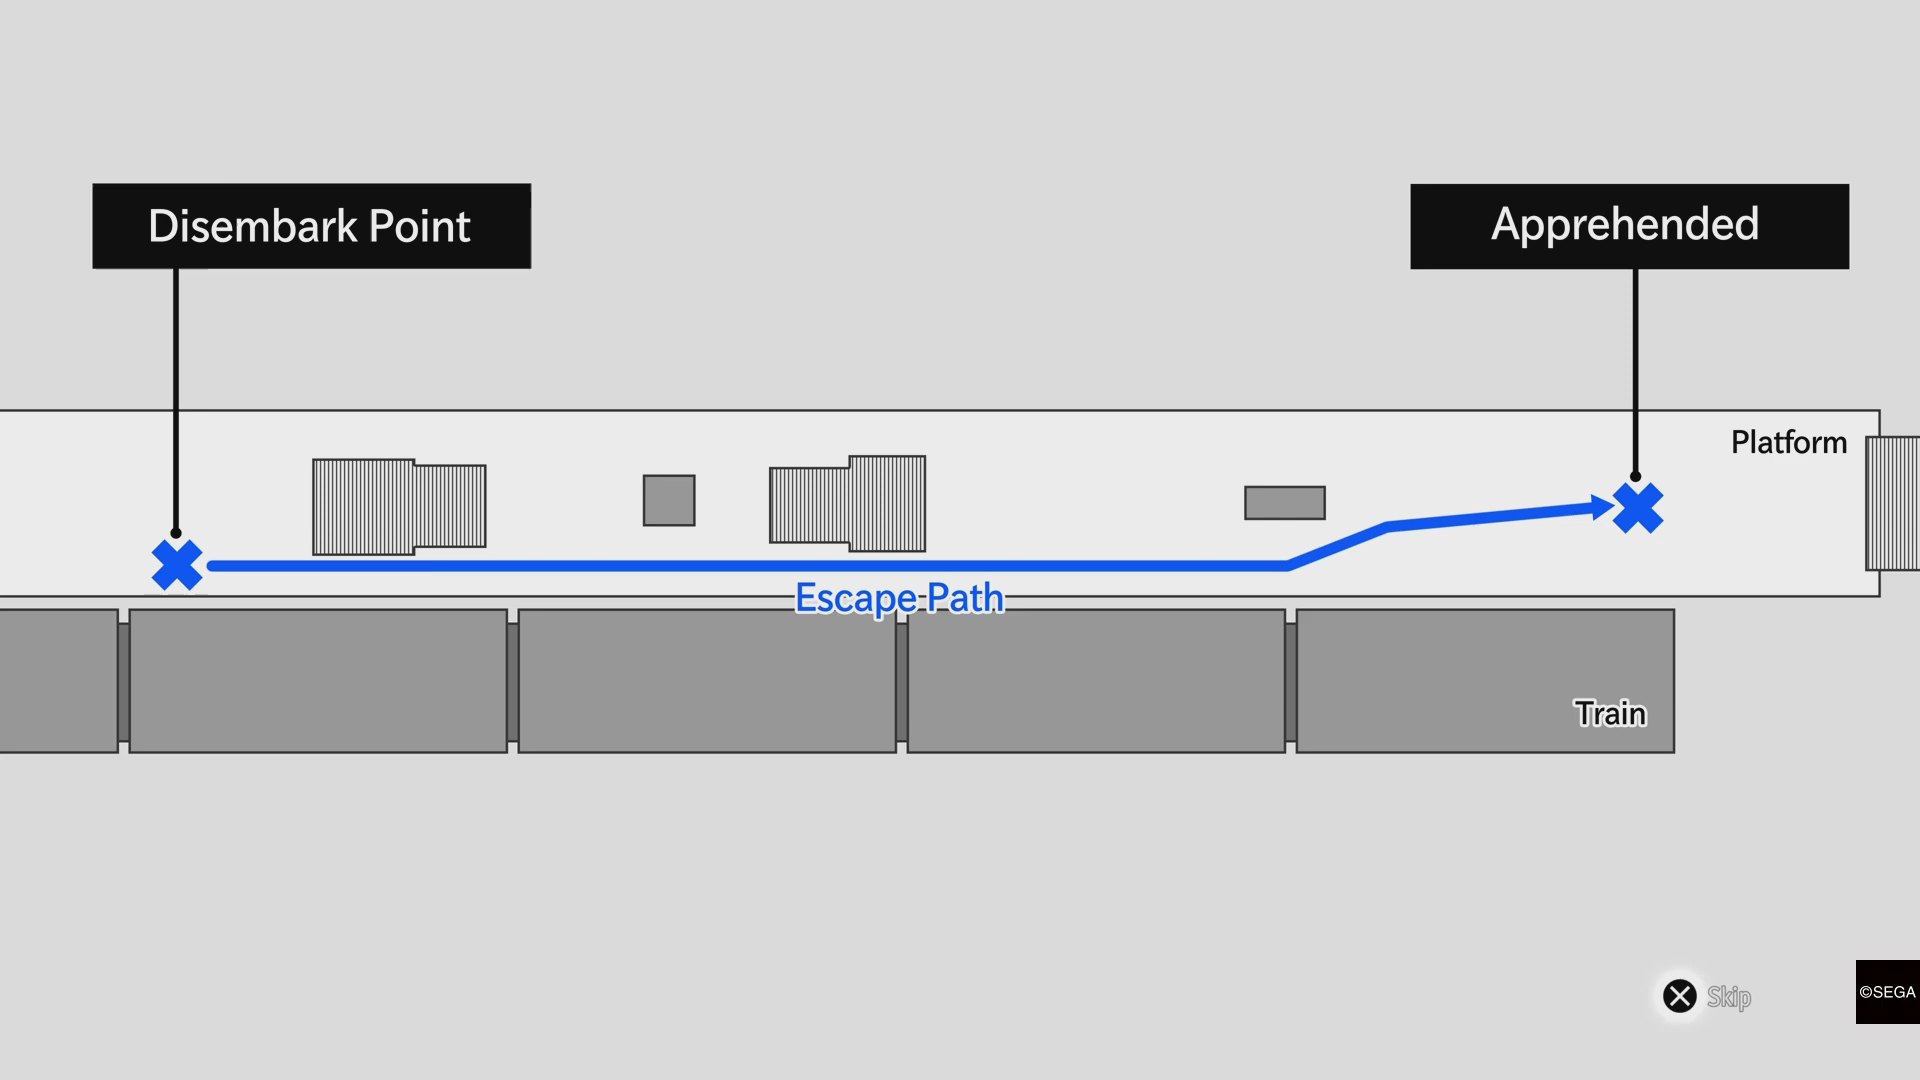 Disembark Point
Apprehended
Platform
Escape Path
Train
Skip
©SEGA